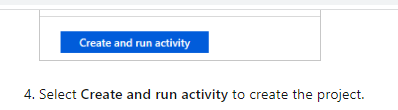 Create and run activity
4. Select Create and run activity to create the project.